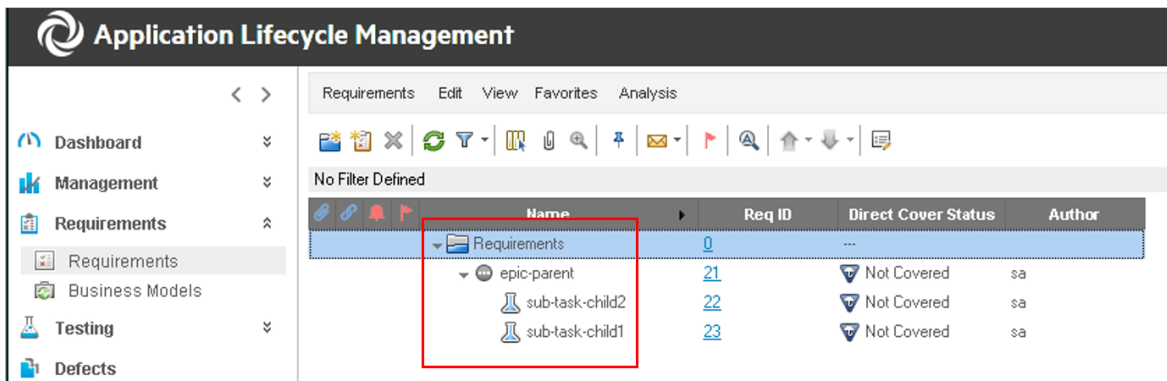 Application Lifecycle Management
Dashboard
Management
Requirements
Requirements
Business Models
Testing
Defects
Requirements Edit View Favorites Analysis
No Filter Defined
Name Req ID Direct Cover Status Author
Requirements 0 ---
epic-parent 21 Not Covered sa
sub-task-child2 22 Not Covered sa
sub-task-child1 23 Not Covered sa